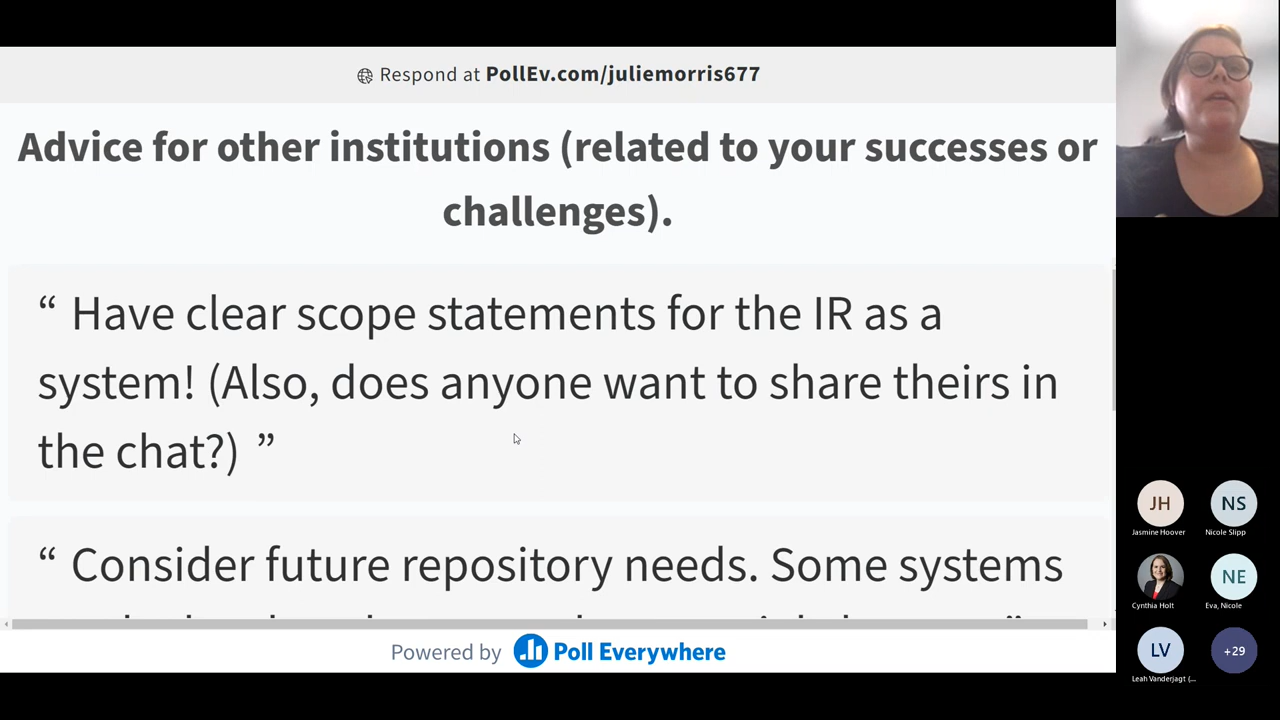 Respond at PollEv.com/juliemorris677
Advice for other institutions (related to your successes or
challenges).
“ Have clear scope statements for the IR as a
system! (Also, does anyone want to share theirs in
the chat?) ”
“ Consider future repository needs. Some systems
Powered by Poll Everywhere
JH
Jasmine Hoover
NS
Nicole Slipp
Cynthia Holt
NE
Eva, Nicole
LV
Leah Vanderjagt (...
+29